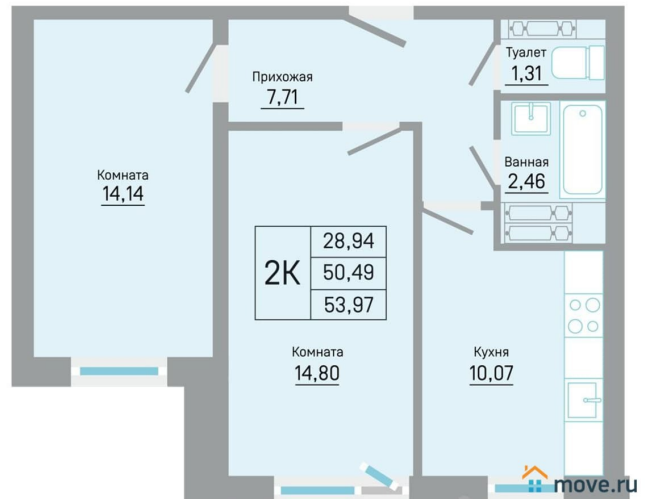 Туалет
1,31
Прихожая
7,71
Ванная
2,46
Комната
14,14
2К
28,94
50,49
53,97
Комната
14,80
Кухня
10,07
move.ru